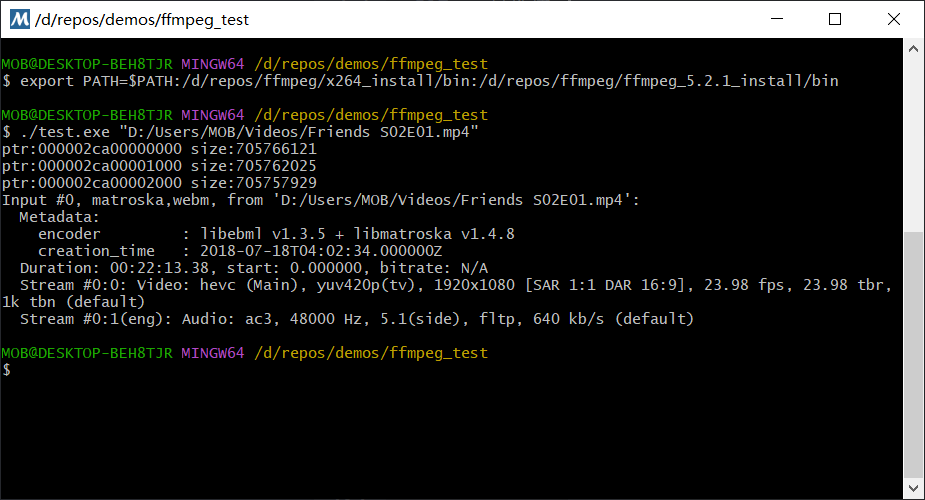 M /d/repos/demos/ffmpeg_test
MOB@DESKTOP-BEH8TJR MINGW64 /d/repos/demos/ffmpeg_test
$ export PATH=$PATH:/d/repos/ffmpeg/x264_install/bin:/d/repos/ffmpeg/ffmpeg_5.2.1_install/bin
MOB@DESKTOP-BEH8TJR MINGW64 /d/repos/demos/ffmpeg_test
$ ./test.exe "D:/Users/MOB/Videos/Friends S02E01.mp4"
ptr:000002ca00000000 size:705766121
ptr:000002ca00001000 size:705762025
ptr:000002ca00002000 size:705757929
Input #0, matroska,webm, from 'D:/Users/MOB/Videos/Friends S02E01.mp4':
  Metadata:
    encoder         : libebml v1.3.5 + libmatroska v1.4.8
    creation_time   : 2018-07-18T04:02:34.000000Z
  Duration: 00:22:13.38, start: 0.000000, bitrate: N/A
  Stream #0:0: Video: hevc (Main), yuv420p(tv), 1920x1080 [SAR 1:1 DAR 16:9], 23.98 fps, 23.98 tbr,
1k tbn (default)
  Stream #0:1(eng): Audio: ac3, 48000 Hz, 5.1(side), fltp, 640 kb/s (default)
MOB@DESKTOP-BEH8TJR MINGW64 /d/repos/demos/ffmpeg_test
$